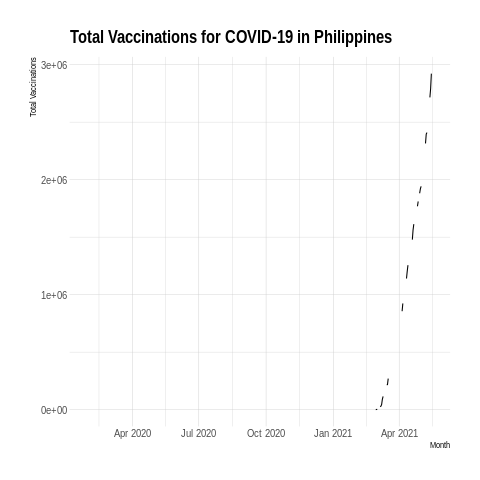 Total Vaccinations for COVID-19 in Philippines
Total Vaccinations
3e+06
2e+06
1e+06
0e+00
Apr 2020 Jul 2020 Oct 2020 Jan 2021 Apr 2021
Month